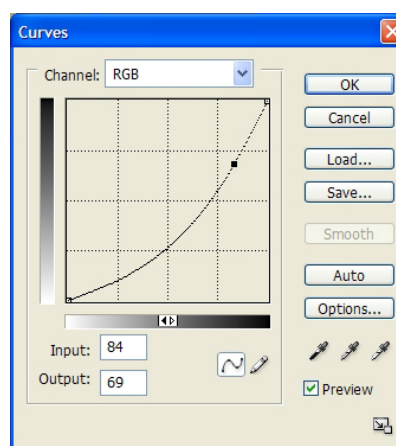 Curves
Channel: RGB
OK
Cancel
Load...
Save...
Smooth
Auto
Options...
Input: 84
Output: 69
Preview